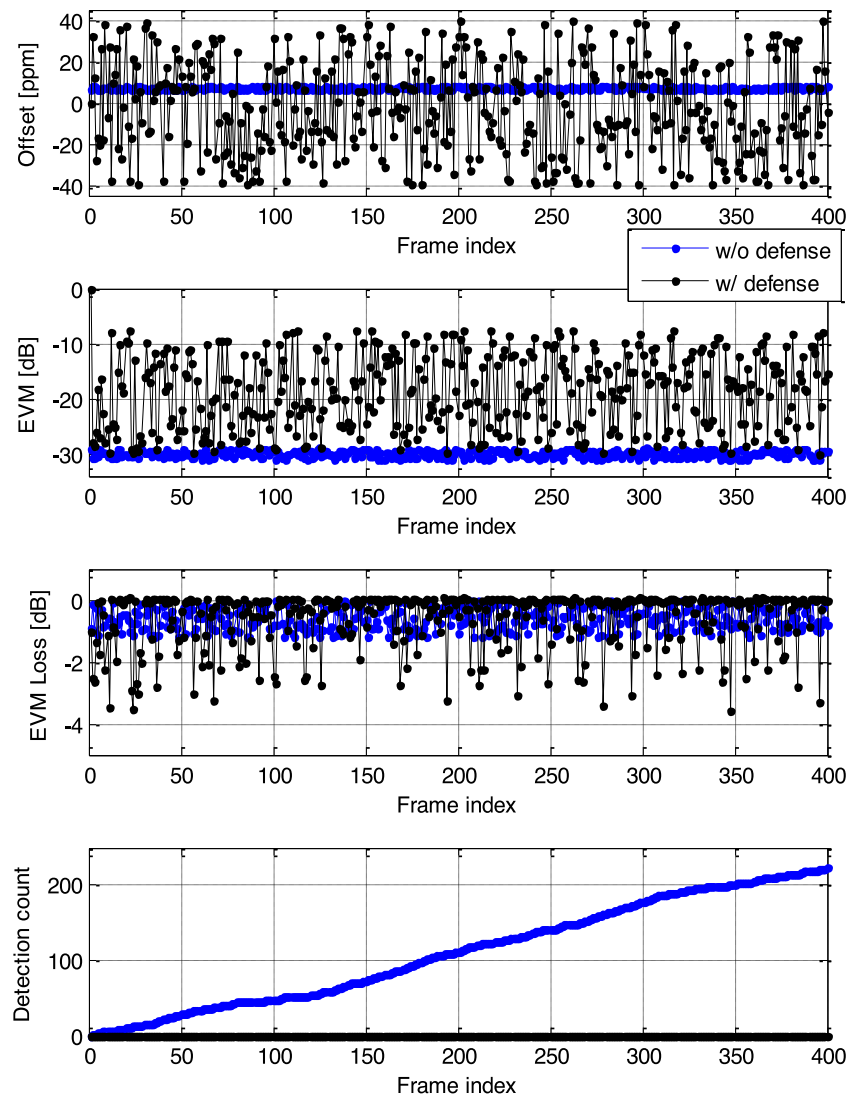 Offset [ppm]
40
20
0
-20
-40
0 50 100 150 200 250 300 350 400
Frame index
w/o defense
w/ defense
EVM [dB]
0
-10
-20
-30
0 50 100 150 200 250 300 350 400
Frame index
EVM Loss [dB]
0
-2
-4
0 50 100 150 200 250 300 350 400
Frame index
Detection count
200
100
0
0 50 100 150 200 250 300 350 400
Frame index